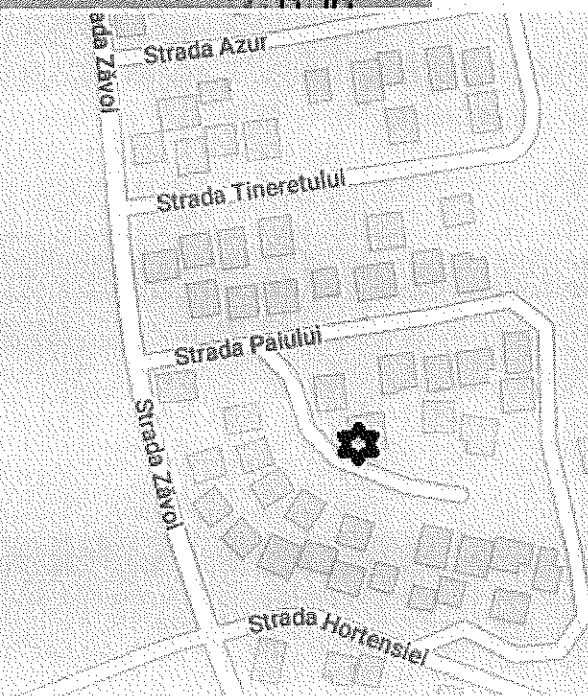 ada Zăvoi
Strada Azur
Strada Tineretului
Strada Paiului
Strada Zăvoi
Strada Hortensiei